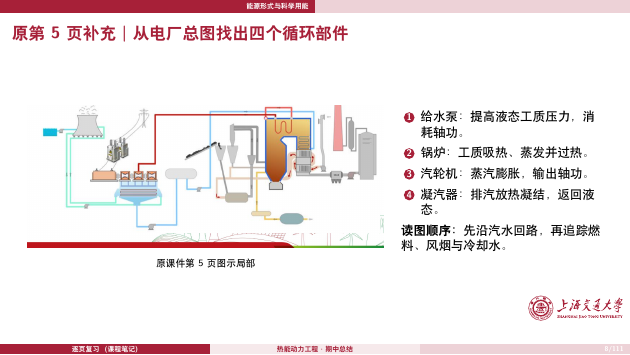 能源形式与科学用能
原第 5 页补充｜从电厂总图找出四个循环部件
1 给水泵：提高液态工质压力，消
耗轴功。
2 锅炉：工质吸热、蒸发并过热。
3 汽轮机：蒸汽膨胀，输出轴功。
4 凝汽器：排汽放热凝结，返回液
态。
读图顺序：先沿汽水回路，再追踪燃
料、风烟与冷却水。
原课件第 5 页图示局部
上海交通大学
SHANGHAI JIAO TONG UNIVERSITY
逐页复习（课程笔记）
热能动力工程 · 期中总结
8/111